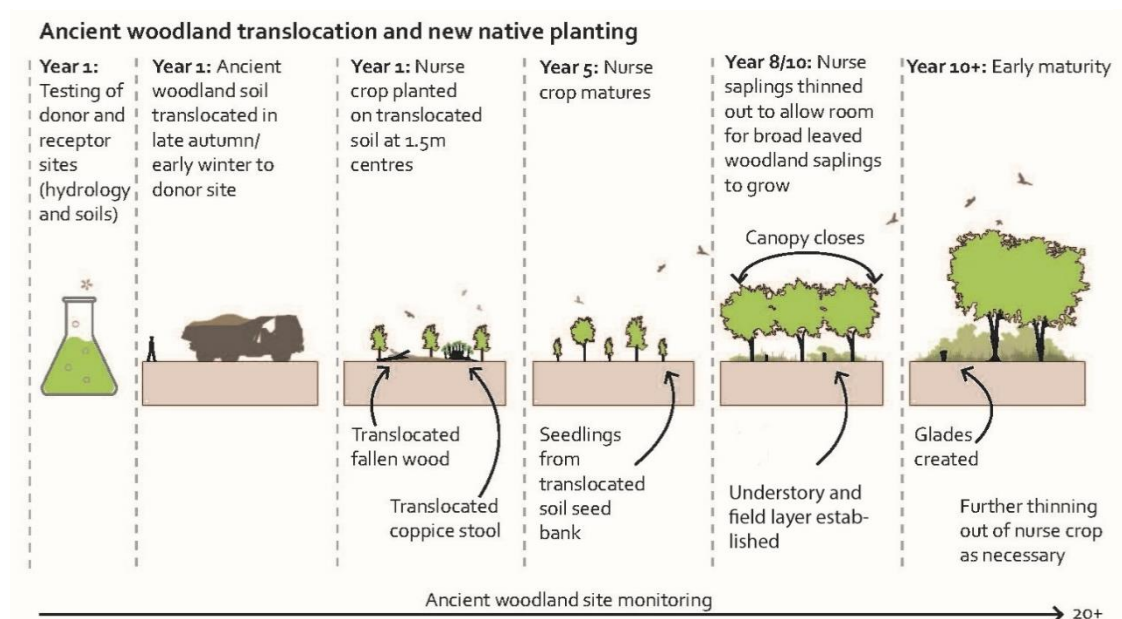 Ancient woodland translocation and new native planting
Year 1:
Testing of
donor and
receptor
sites
(hydrology
and soils)
Year 1: Ancient
woodland soil
translocated in
late autumn/
early winter to
donor site
Year 1: Nurse
crop planted
on translocated
soil at 1.5m
centres
Year 5: Nurse
crop matures
Year 8/10: Nurse
saplings thinned
out to allow room
for broad leaved
woodland saplings
to grow
Year 10+: Early maturity
Canopy closes
Translocated
fallen wood
Translocated
coppice stool
Seedlings
from
translocated
soil seed
bank
Understory and
field layer estab-
lished
Glades
created
Further thinning
out of nurse crop
as necessary
Ancient woodland site monitoring
20+